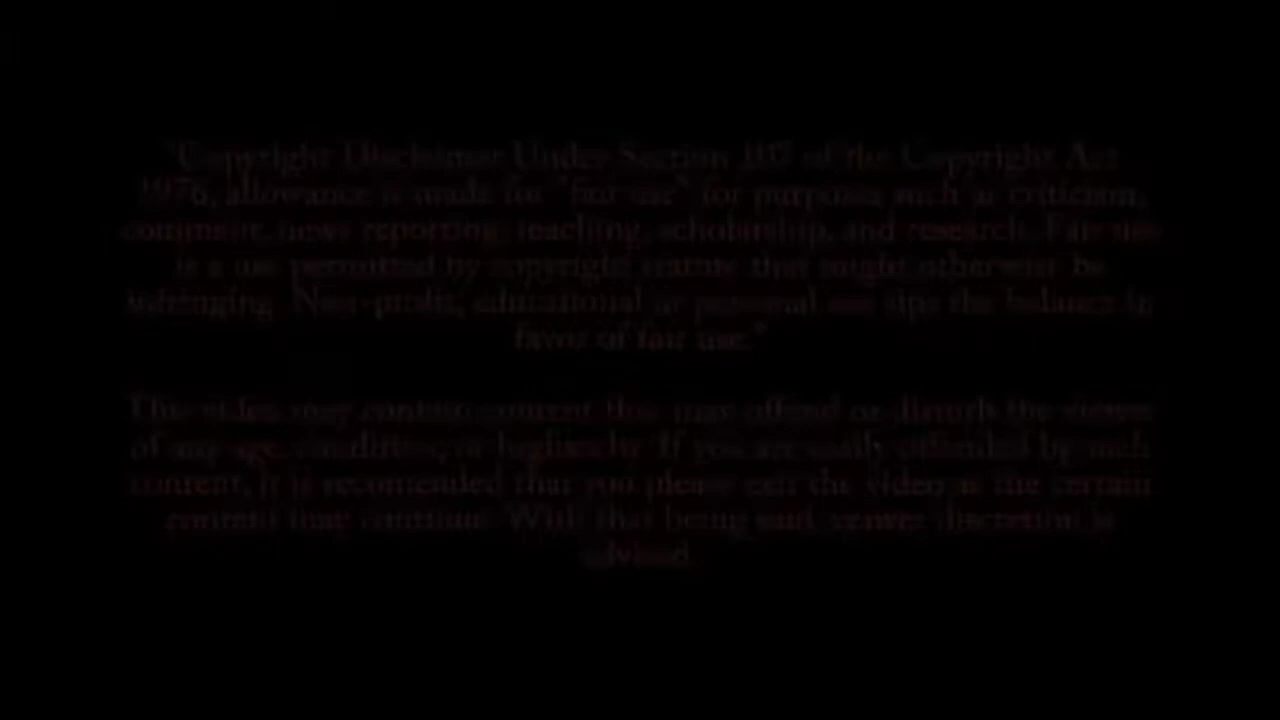 "Copyright Disclaimer Under Section 107 of the Copyright Act
1976, allowance is made for "fair use" for purposes such as criticism,
comment, news reporting, teaching, scholarship, and research. Fair use
is a use permitted by copyright statute that might otherwise be
infringing. Non-profit, educational or personal use tips the balance in
favor of fair use."
This video may contain content that may offend or disturb the viewer
of any age, condition, or If you are easily offended by such
content, it is recomended that you please exit the video as the certain
content may continue. With that being said, viewer discretion is
advised.